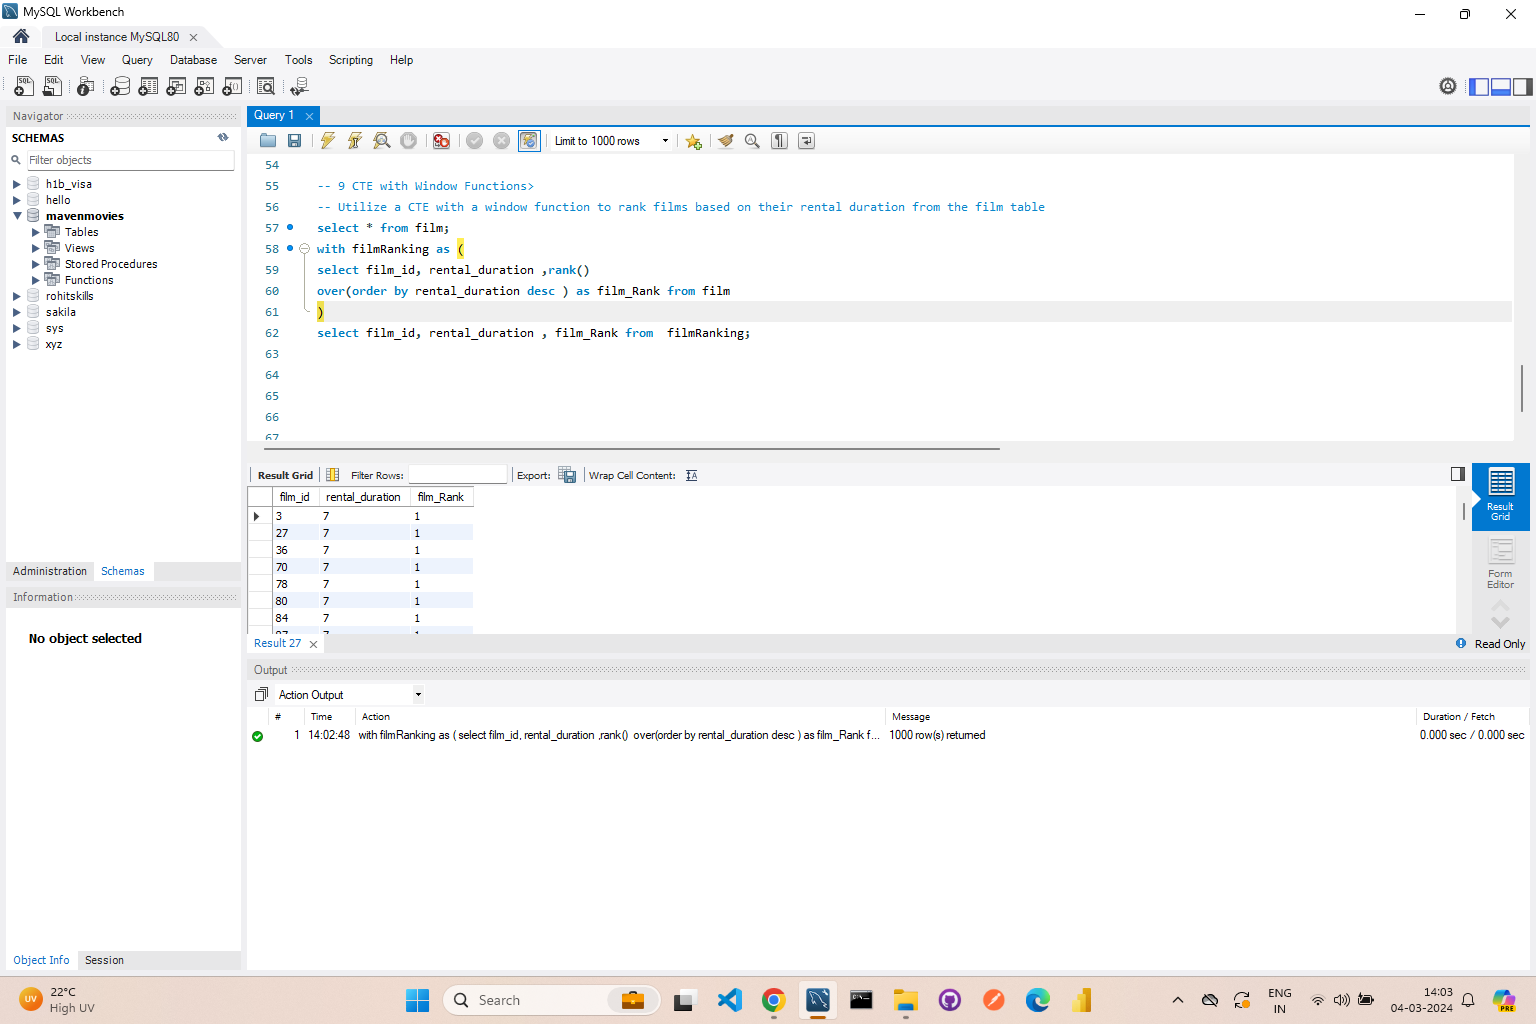 MySQL Workbench
Local instance MySQL80
File Edit View Query Database Server Tools Scripting Help
Navigator
SCHEMAS
Filter objects
h1b_visa
hello
mavenmovies
Tables
Views
Stored Procedures
Functions
rohitskills
sakila
sys
xyz
Administration Schemas
Information
No object selected
Object Info Session
Query 1
Limit to 1000 rows
54
55 -- 9 CTE with Window Functions>
56 -- Utilize a CTE with a window function to rank films based on their rental duration from the film table
57 select * from film;
58 with filmRanking as (
59 select film_id, rental_duration ,rank()
60 over(order by rental_duration desc ) as film_Rank from film
61 )
62 select film_id, rental_duration , film_Rank from  filmRanking;
63
64
65
66
67
Result Grid Filter Rows: Export: Wrap Cell Content:
film_id rental_duration film_Rank
3 7 1
27 7 1
36 7 1
70 7 1
78 7 1
80 7 1
84 7 1
Result Grid
Form Editor
Result 27
Read Only
Output
Action Output
# Time Action Message Duration / Fetch
1 14:02:48 with filmRanking as ( select film_id, rental_duration ,rank()  over(order by rental_duration desc ) as film_Rank f... 1000 row(s) returned 0.000 sec / 0.000 sec
UV
22°C
High UV
Search
ENG
IN
14:03
04-03-2024
PRE